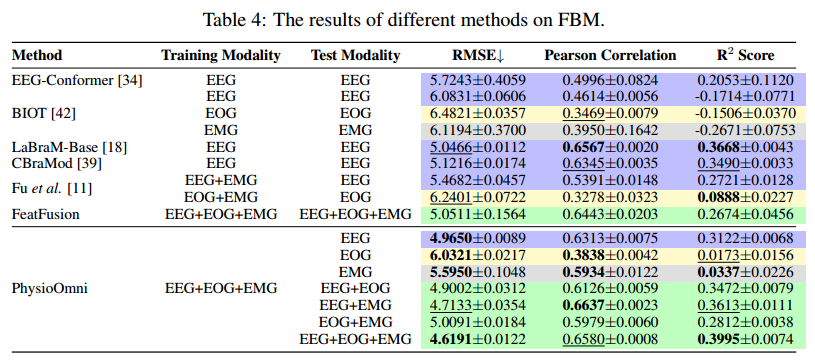 Table 4: The results of different methods on FBM.
Method Training Modality Test Modality RMSE↓ Pearson Correlation R² Score
EEG-Conformer [34] EEG EEG 5.7243±0.4059 0.4996±0.0824 0.2053±0.1120
EEG EEG 6.0831±0.0606 0.4614±0.0056 -0.1714±0.0771
BIOT [42] EOG EOG 6.4821±0.0357 0.3469±0.0079 -0.1506±0.0370
EMG EMG 6.1194±0.3700 0.3950±0.1642 -0.2671±0.0753
LaBraM-Base [18] EEG EEG 5.0466±0.0112 0.6567±0.0020 0.3668±0.0043
CBraMod [39] EEG EEG 5.1216±0.0174 0.6345±0.0035 0.3490±0.0033
Fu et al. [11] EEG+EMG EEG 5.4682±0.0457 0.5391±0.0148 0.2721±0.0128
EOG+EMG EOG 6.2401±0.0722 0.3278±0.0323 0.0888±0.0227
FeatFusion EEG+EOG+EMG EEG+EOG+EMG 5.0511±0.1564 0.6443±0.0203 0.2674±0.0456
EEG 4.9650±0.0089 0.6313±0.0075 0.3122±0.0068
EOG 6.0321±0.0217 0.3838±0.0042 0.0173±0.0156
EMG 5.5950±0.1048 0.5934±0.0122 0.0337±0.0226
PhysioOmni EEG+EOG+EMG EEG+EOG 4.9002±0.0312 0.6126±0.0059 0.3472±0.0079
EEG+EMG 4.7133±0.0354 0.6637±0.0023 0.3613±0.0111
EOG+EMG 5.0091±0.0184 0.5979±0.0060 0.2812±0.0038
EEG+EOG+EMG 4.6191±0.0122 0.6580±0.0008 0.3995±0.0074